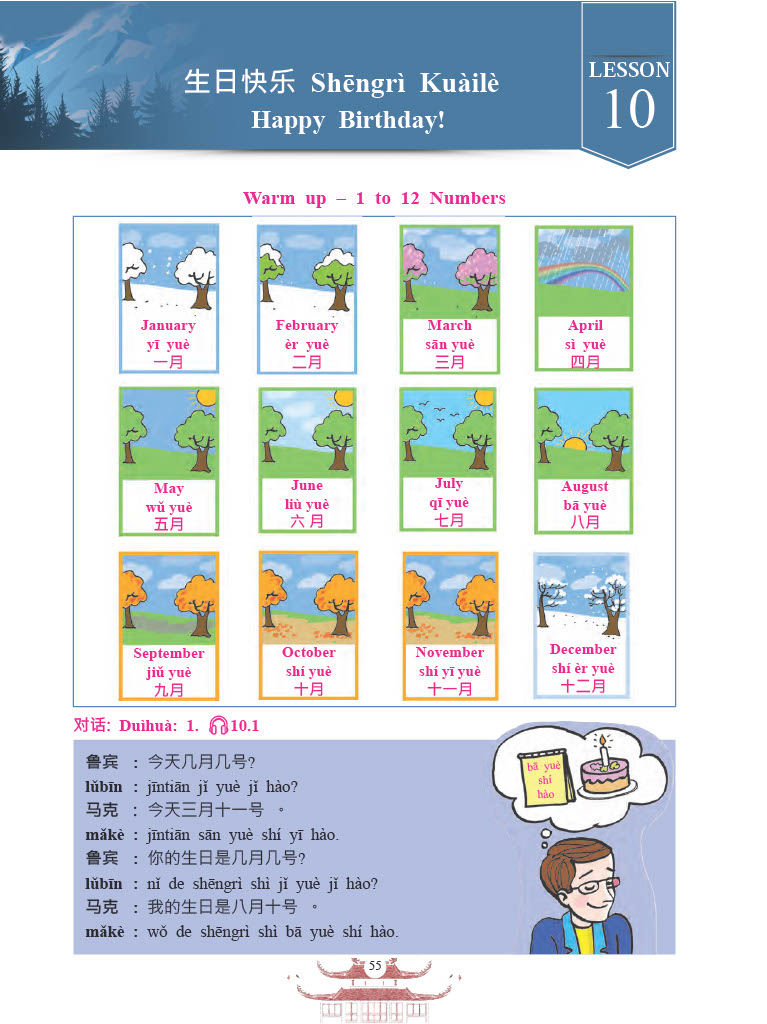 生日快乐 Shēngrì Kuàilè
Happy Birthday!
LESSON
10
Warm up – 1 to 12 Numbers
January
yī yuè
一月
February
èr yuè
二月
March
sān yuè
三月
April
sì yuè
四月
May
wǔ yuè
五月
June
liù yuè
六 月
July
qī yuè
七月
August
bā yuè
八月
September
jiǔ yuè
九月
October
shí yuè
十月
November
shí yī yuè
十一月
December
shí èr yuè
十二月
对话: Duìhuà: 1. 10.1
鲁宾 : 今天几月几号?
lǔbīn : jīntiān jǐ yuè jǐ hào?
马克 : 今天三月十一号 。
mǎkè : jīntiān sān yuè shí yī hào.
鲁宾 : 你的生日是几月几号?
lǔbīn : nǐ de shēngrì shì jǐ yuè jǐ hào?
马克 : 我的生日是八月十号 。
mǎkè : wǒ de shēngrì shì bā yuè shí hào.
bā yuè
shí
hào
55